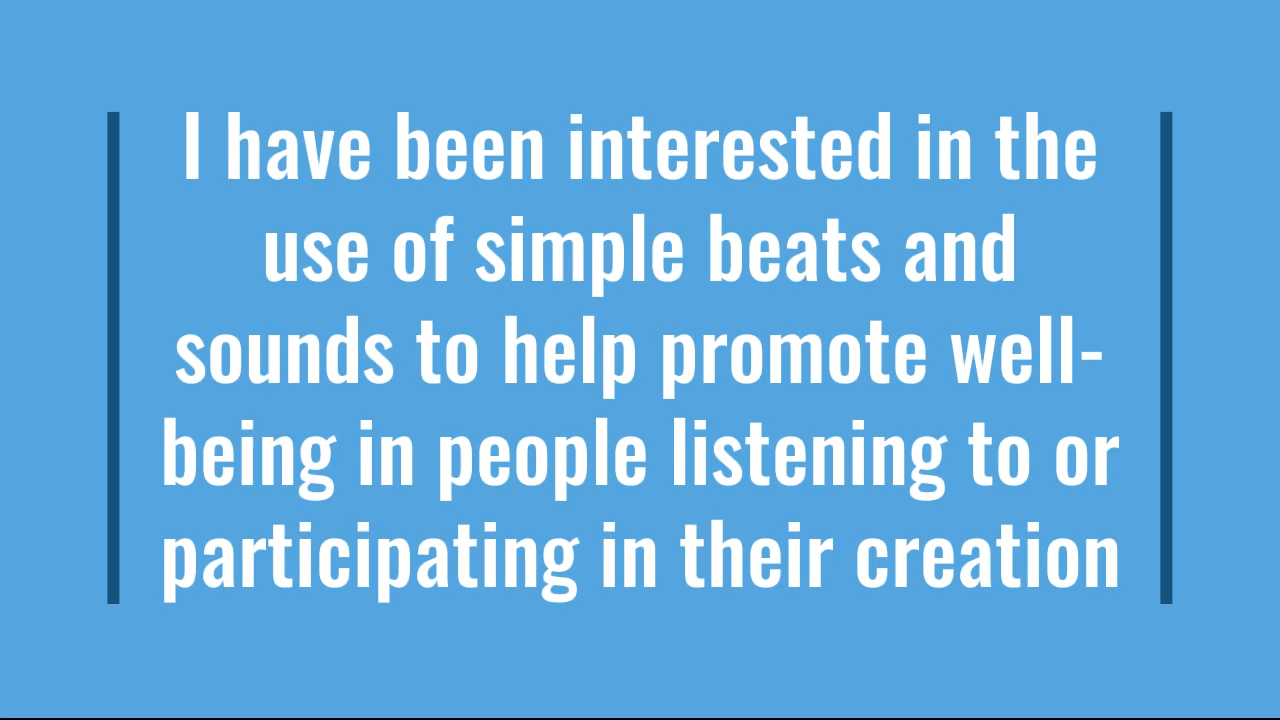 I have been interested in the
use of simple beats and
sounds to help promote well-
being in people listening to or
participating in their creation